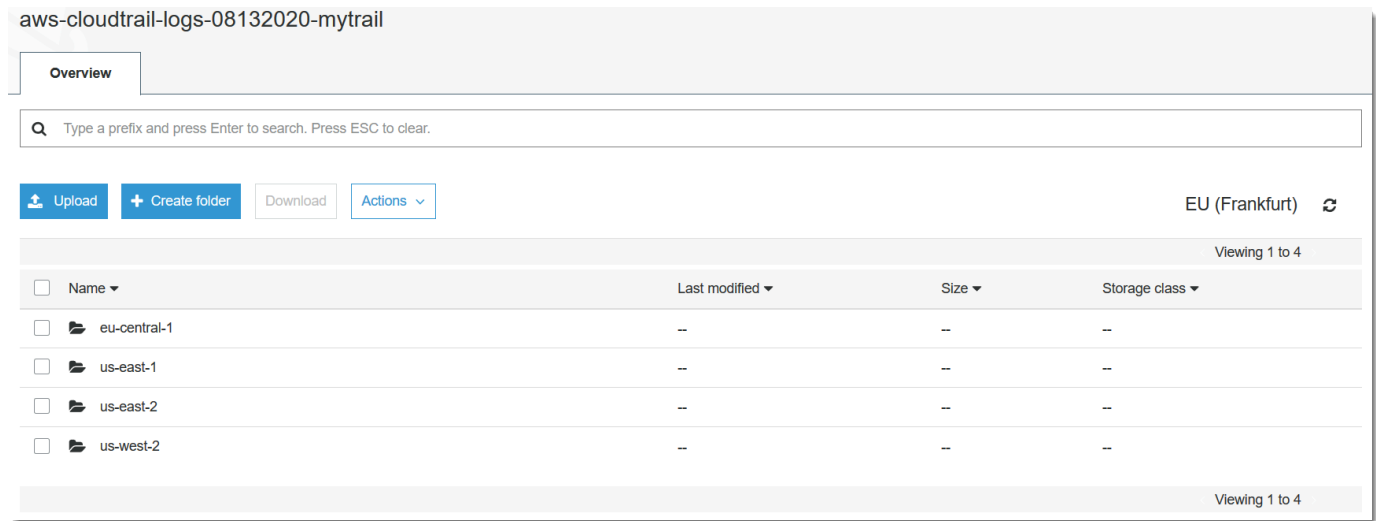 aws-cloudtrail-logs-08132020-mytrail
Overview
Type a prefix and press Enter to search. Press ESC to clear.
Upload Create folder Download Actions EU (Frankfurt)
Viewing 1 to 4
Name Last modified Size Storage class
eu-central-1 -- -- --
us-east-1 -- -- --
us-east-2 -- -- --
us-west-2 -- -- --
Viewing 1 to 4